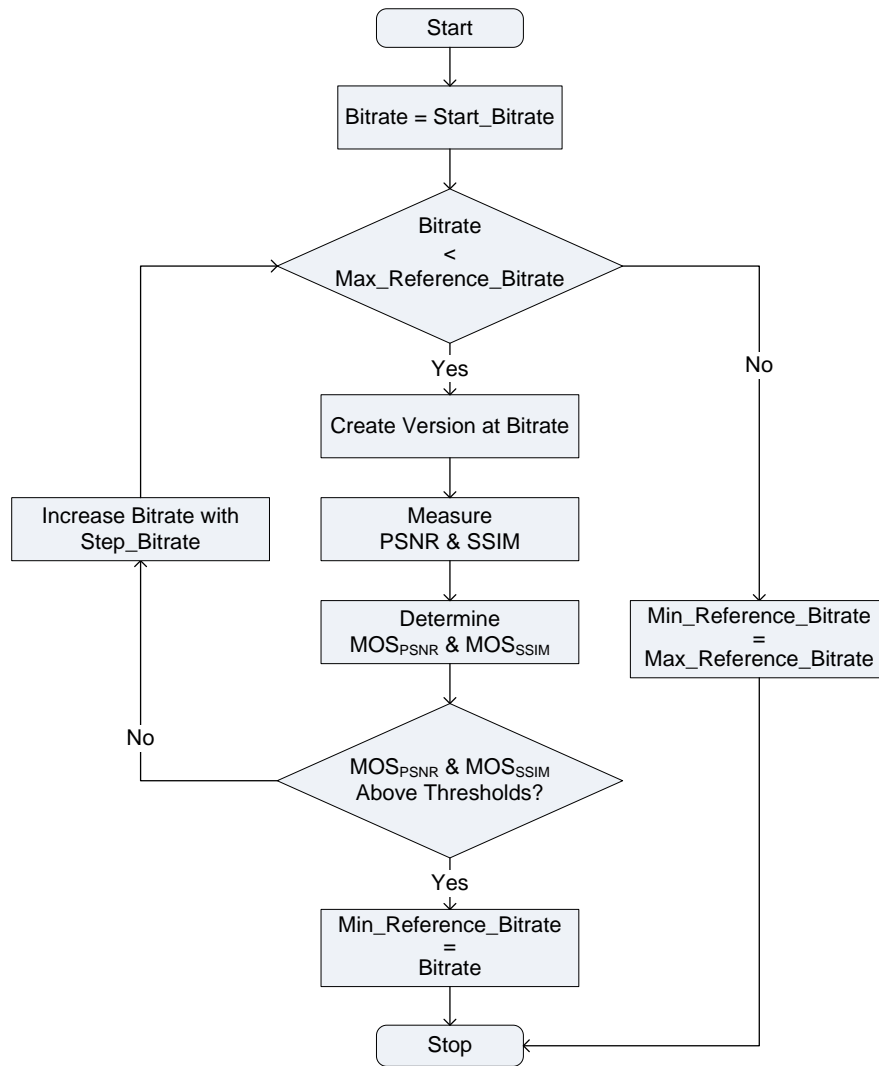 Start
Bitrate = Start_Bitrate
Bitrate
<
Max_Reference_Bitrate
Yes
No
Create Version at Bitrate
Increase Bitrate with
Step_Bitrate
Measure
PSNR & SSIM
Determine
MOSPSNR & MOSSSIM
Min_Reference_Bitrate
=
Max_Reference_Bitrate
No
MOSPSNR & MOSSSIM
Above Thresholds?
Yes
Min_Reference_Bitrate
=
Bitrate
Stop